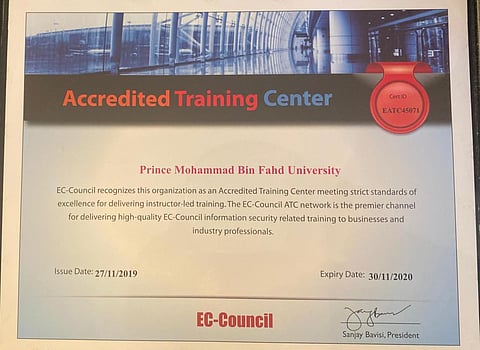 Accredited Training Center
Cert ID
EATC45071
Prince Mohammad Bin Fahd University
EC-Council recognizes this organization as an Accredited Training Center meeting strict standards of
excellence for delivering instructor-led training. The EC-Council ATC network is the premier channel
for delivering high-quality EC-Council information security related training to businesses and
industry professionals.
Issue Date: 27/11/2019
Expiry Date: 30/11/2020
EC-Council
Sanjay Bavisi, President